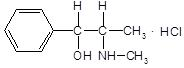 H H
CH₃ · HCl
OH NH—CH₃